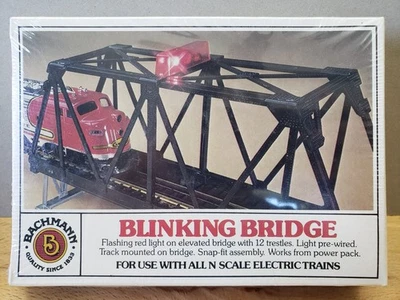 BLINKING BRIDGE
Flashing red light on elevated bridge with 12 trestles. Light pre-wired.
Track mounted on bridge. Snap-fit assembly. Works from power pack.
FOR USE WITH ALL N SCALE ELECTRIC TRAINS
BACHMANN
B
QUALITY SINCE 1833